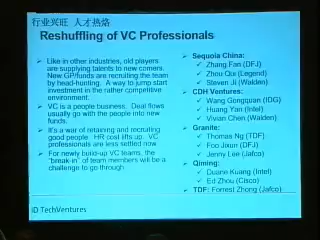 行业兴旺 人才热烙
Reshuffling of VC Professionals
Like in other industries, old players
are supplying talents to new comers.
New GP/funds are recruiting the team
by head-hunting. A way to jump start
investment in the rather competitive
environment.
VC is a people business. Deal flows
usually go with the people into new
funds.
It's a war of retaining and recruiting
good people. HR cost lifts up. VC
professionals are less settled now
For newly build-up VC teams, the
"break-in" of team members will be a
challenge to go through
Sequoia China:
Zhang Fan (DFJ)
Zhou Qui (Legend)
Steven Ji (Walden)
CDH Ventures:
Wang Gongquan (IDG)
Huang Yan (Intel)
Vivian Chen (Walden)
Granite:
Thomas Ng (TDF)
Foo Jixun (DFJ)
Jenny Lee (Jafco)
Qiming:
Duane Kuang (Intel)
Ed Zhou (Cisco)
TDF: Forrest Zhong (Jafco)
iD TechVentures